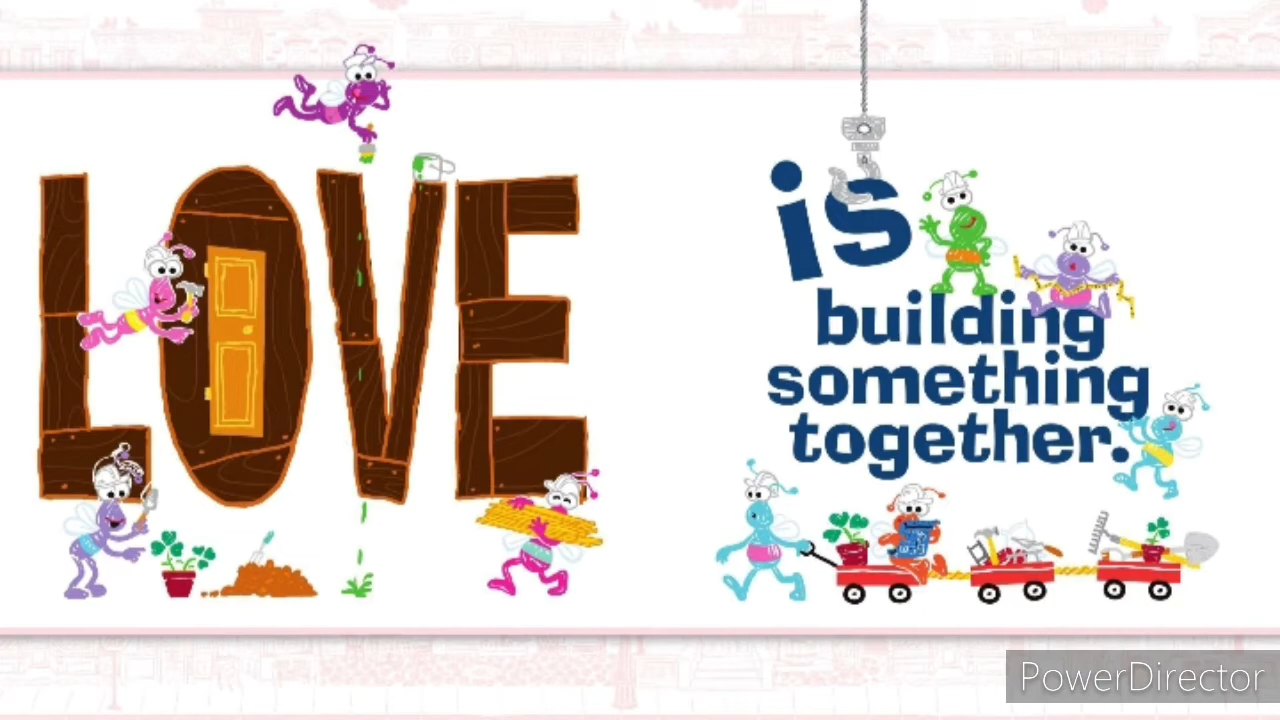 LOVE
is
building
something
together.
PowerDirector